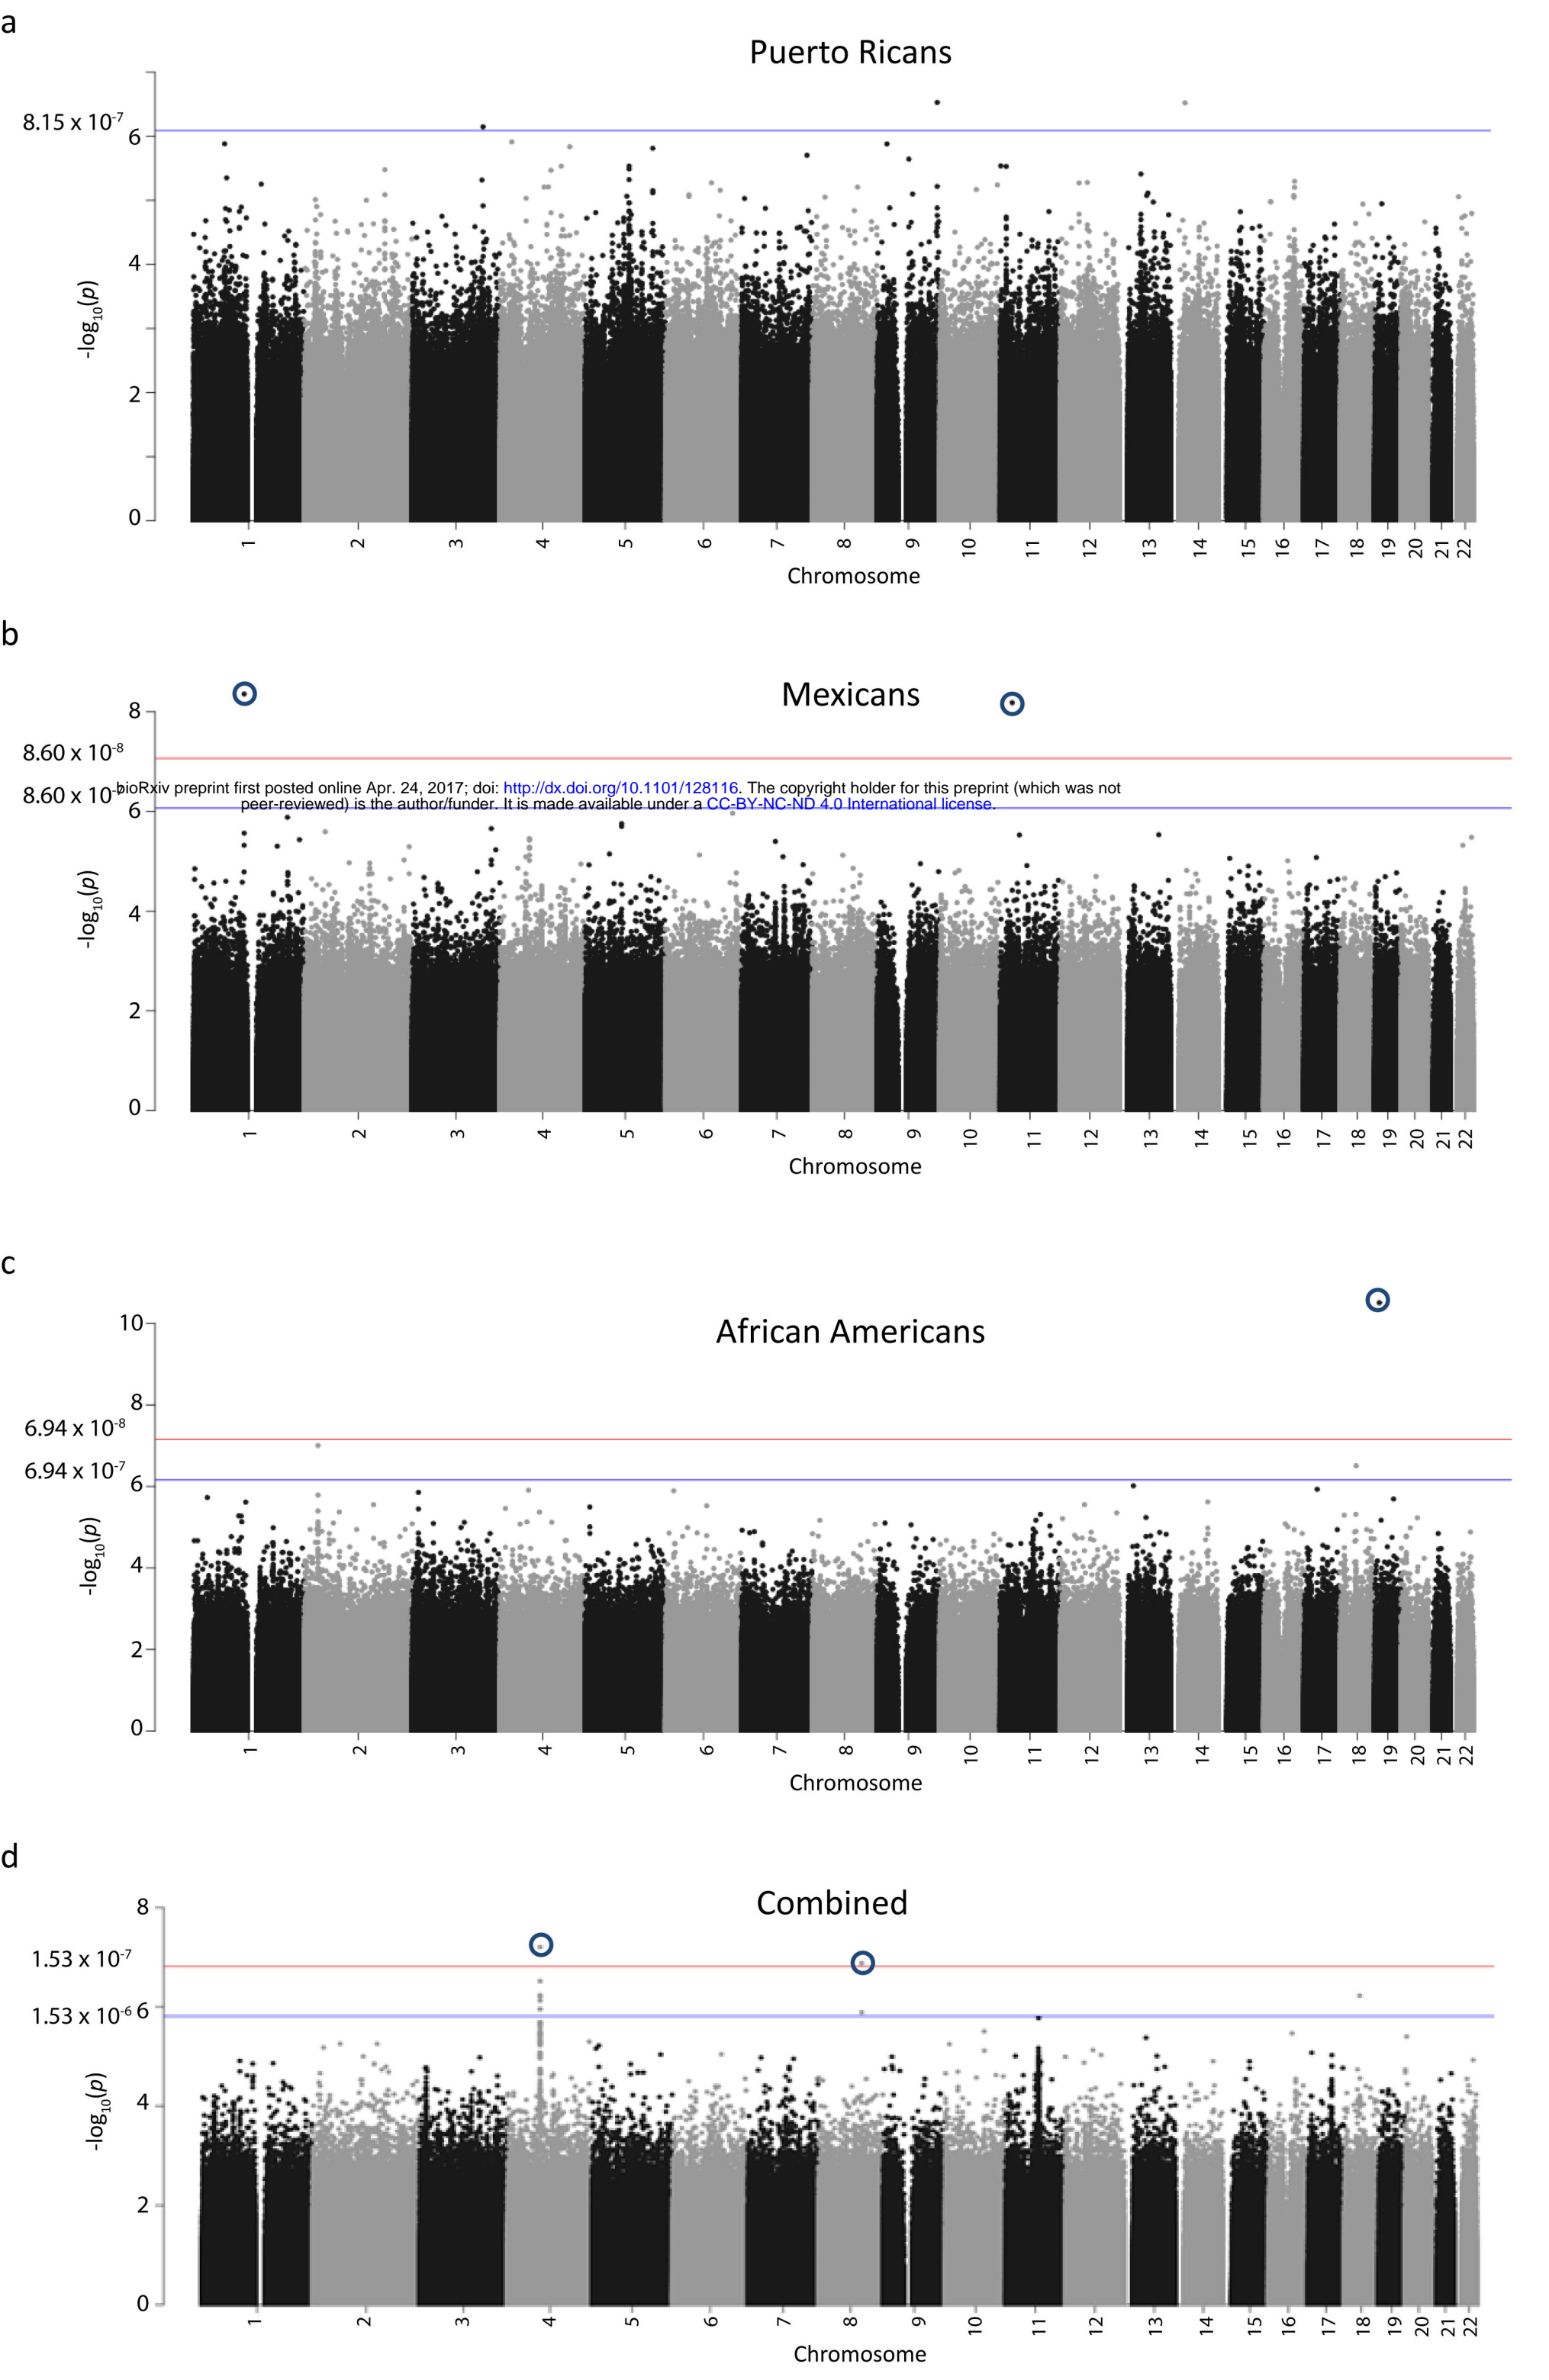 a
Puerto Ricans
8.15 x 10-7
6
4
2
0
-log10(p)
1 2 3 4 5 6 7 8 9 10 11 12 13 14 15 16 17 18 19 20 21 22
Chromosome
b
Mexicans
8
8.60 x 10-8
8.60 x 10
bioRxiv preprint first posted online Apr. 24, 2017; doi: http://dx.doi.org/10.1101/128116. The copyright holder for this preprint (which was not
peer-reviewed) is the author/funder. It is made available under a CC-BY-NC-ND 4.0 International license.
6
4
2
0
-log10(p)
1 2 3 4 5 6 7 8 9 10 11 12 13 14 15 16 17 18 19 20 21 22
Chromosome
c
African Americans
10
8
6.94 x 10-8
6.94 x 10-7
6
4
2
0
-log10(p)
1 2 3 4 5 6 7 8 9 10 11 12 13 14 15 16 17 18 19 20 21 22
Chromosome
d
Combined
8
1.53 x 10-7
1.53 x 10-6 6
4
2
0
-log10(p)
1 2 3 4 5 6 7 8 9 10 11 12 13 14 15 16 17 18 19 20 21 22
Chromosome